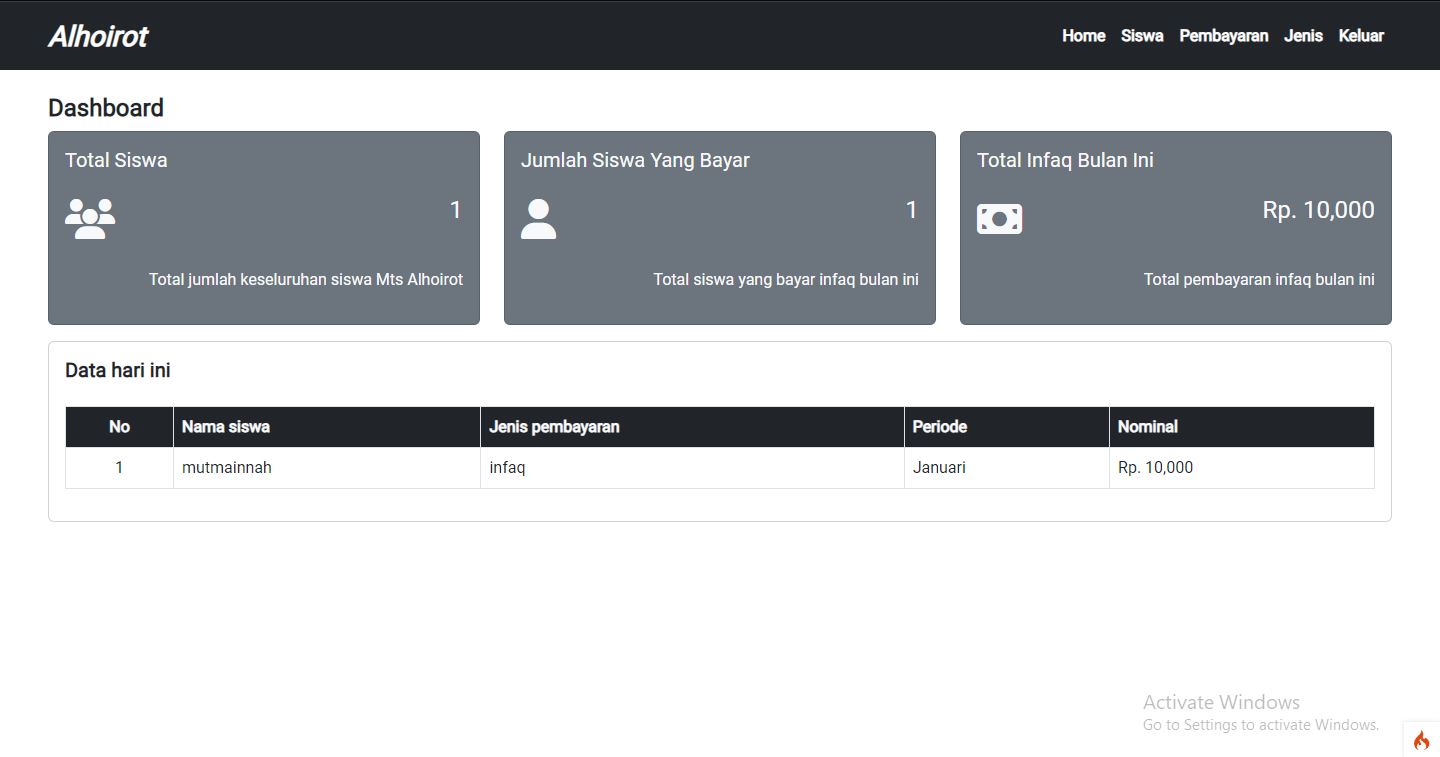 Alhoirot
Home Siswa Pembayaran Jenis Keluar
Dashboard
Total Siswa
1
Total jumlah keseluruhan siswa Mts Alhoirot
Jumlah Siswa Yang Bayar
1
Total siswa yang bayar infaq bulan ini
Total Infaq Bulan Ini
Rp. 10,000
Total pembayaran infaq bulan ini
Data hari ini
No Nama siswa Jenis pembayaran Periode Nominal
1 mutmainnah infaq Januari Rp. 10,000
Activate Windows
Go to Settings to activate Windows.